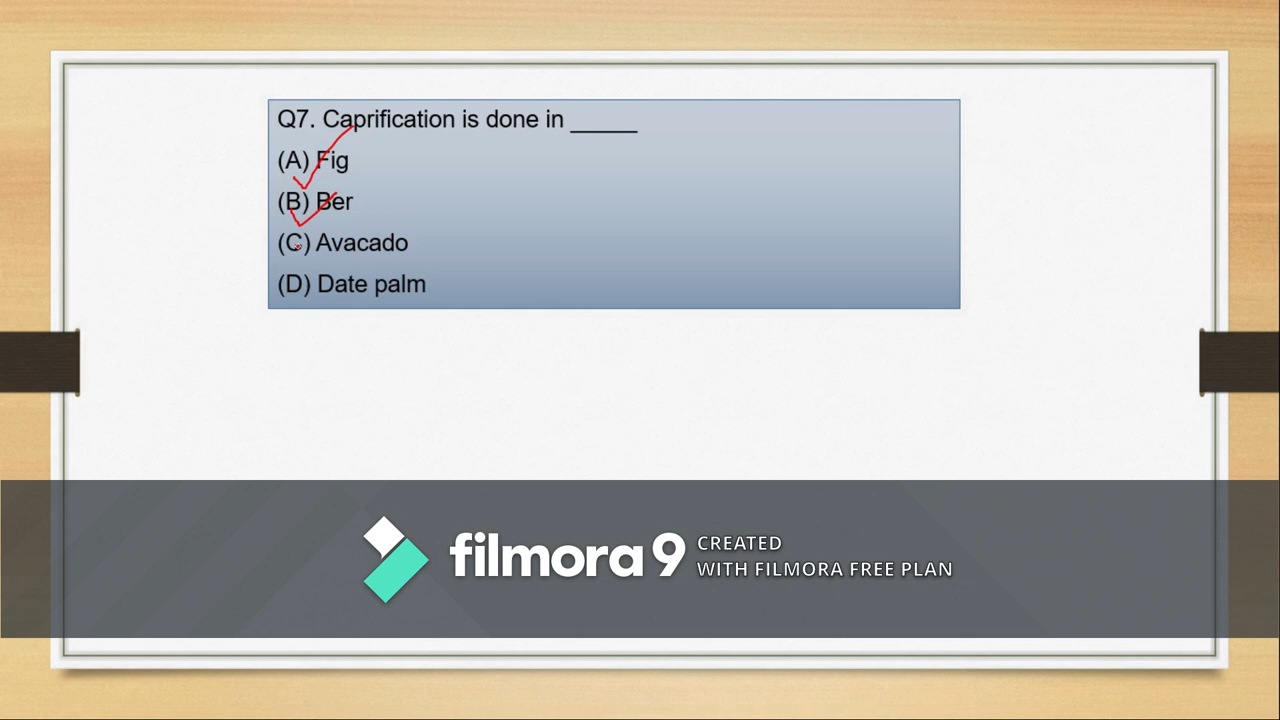 Q7. Caprification is done in _____
(A) Fig
(B) Ber
(C) Avacado
(D) Date palm
filmora 9
CREATED
WITH FILMORA FREE PLAN